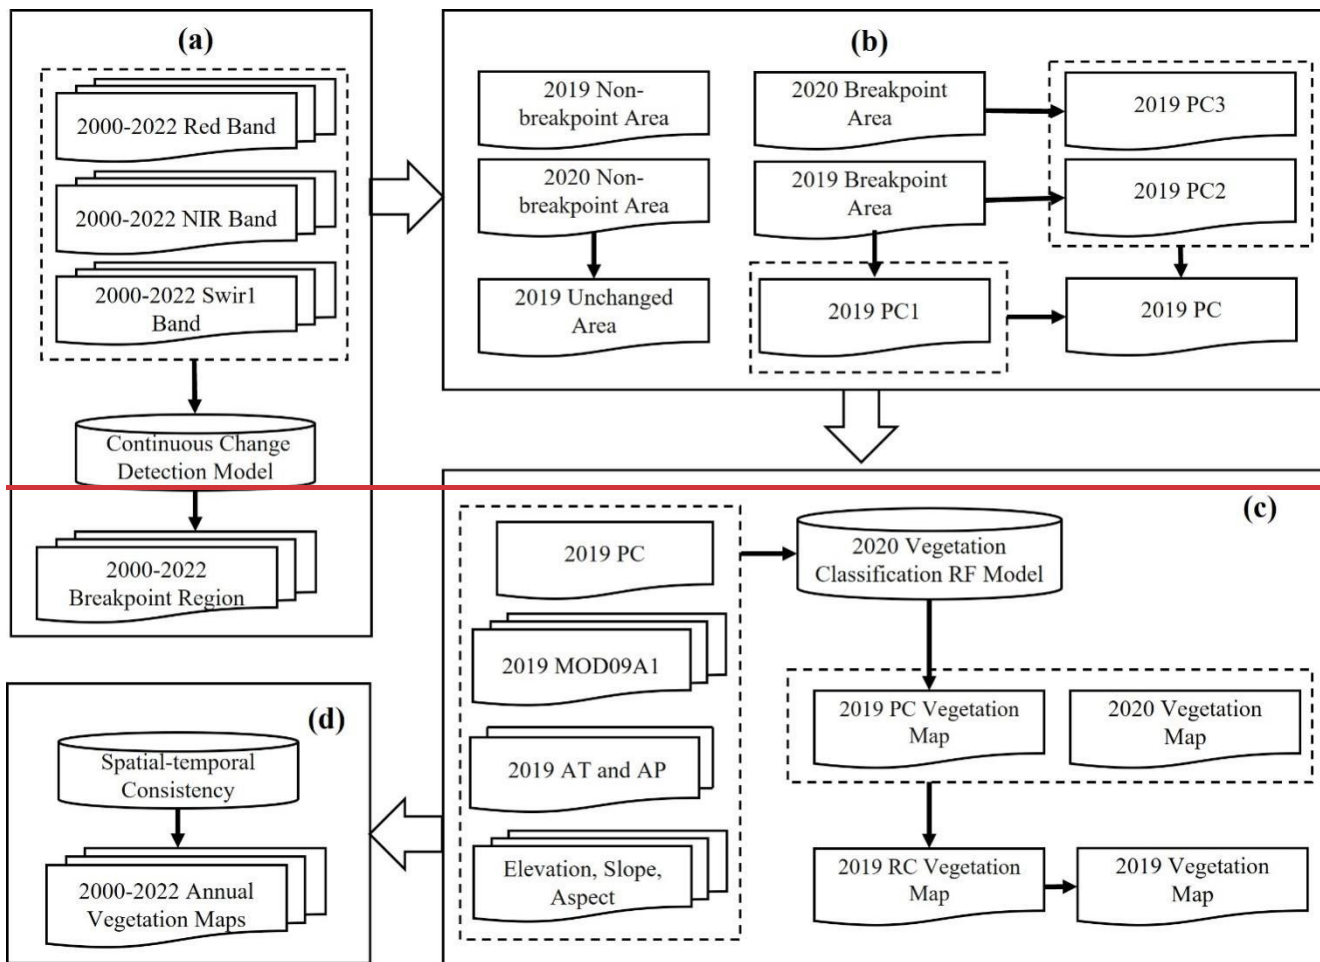 (a)
2000-2022 Red Band
2000-2022 NIR Band
2000-2022 Swir1
Band
Continuous Change
Detection Model
2000-2022
Breakpoint Region
(b)
2019 Non-
breakpoint Area
2020 Non-
breakpoint Area
2019 Unchanged
Area
2020 Breakpoint
Area
2019 Breakpoint
Area
2019 PC1
2019 PC3
2019 PC2
2019 PC
(c)
2019 PC
2019 MOD09A1
2019 AT and AP
Elevation, Slope,
Aspect
2020 Vegetation
Classification RF Model
2019 PC Vegetation
Map
2020 Vegetation
Map
2019 RC Vegetation
Map
2019 Vegetation
Map
(d)
Spatial-temporal
Consistency
2000-2022 Annual
Vegetation Maps